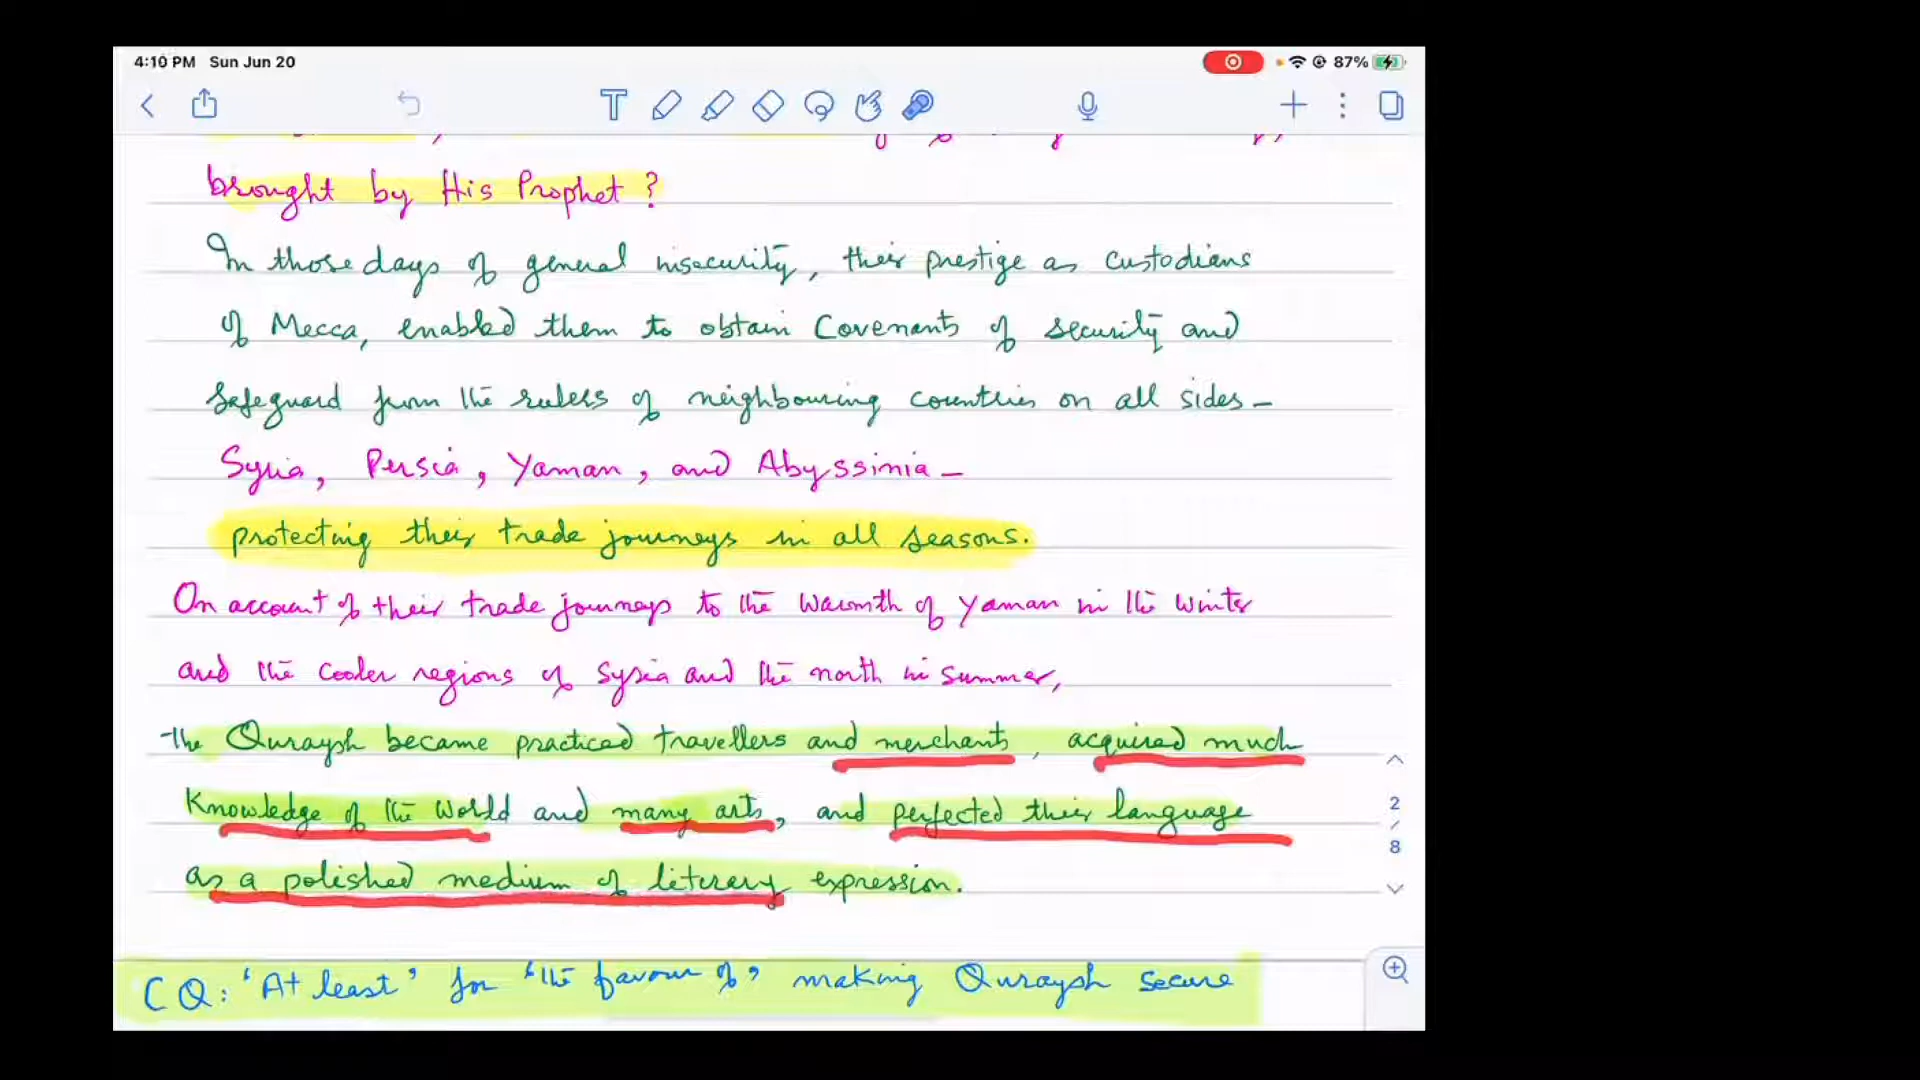 4:10 PM Sun Jun 20
87%
T
brought by His Prophet ?
In those days of general insecurity, their prestige as custodians
of Mecca, enabled them to obtain Covenants of security and
Safeguard from the rulers of neighbouring countries on all sides –
Syria, Persia, Yaman, and Abyssinia –
protecting their trade journeys in all seasons.
On account of their trade journeys to the warmth of Yaman in the winter
and the cooler regions of Syria and the north in summer,
the Quraysh became practiced travellers and merchants, acquired much
Knowledge of the World and many arts, and perfected their language
as a polished medium of literary expression.
2
/
8
CQ: 'At least' for 'the favour of' making Quraysh secure